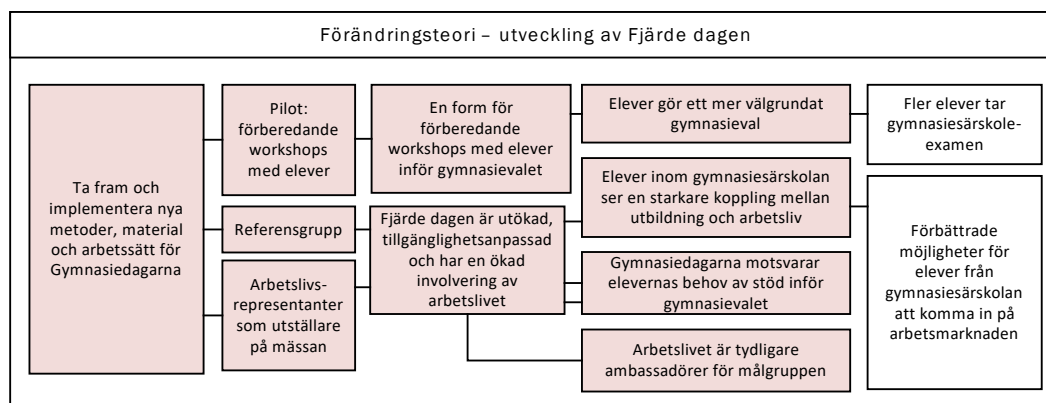 Förändringsteori – utveckling av Fjärde dagen
Ta fram och
implementera nya
metoder, material
och arbetssätt för
Gymnasiedagarna
Pilot:
förberedande
workshops
med elever
Referensgrupp
Arbetslivs-
representanter
som utställare
på mässan
En form för
förberedande
workshops med elever
inför gymnasievalet
Fjärde dagen är utökad,
tillgänglighetsanpassad
och har en ökad
involvering av
arbetslivet
Elever gör ett mer välgrundat
gymnasieval
Elever inom gymnasiesärskolan
ser en starkare koppling mellan
utbildning och arbetsliv
Gymnasiedagarna motsvarar
elevernas behov av stöd inför
gymnasievalet
Arbetslivet är tydligare
ambassadörer för målgruppen
Fler elever tar
gymnasiesärskole-
examen
Förbättrade
möjligheter för
elever från
gymnasiesärskolan
att komma in på
arbetsmarknaden